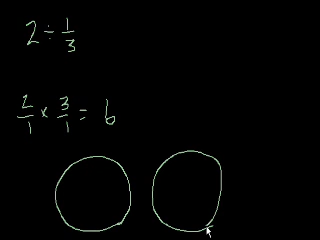 2 ÷ 1/3
2/1 × 3/1 = 6